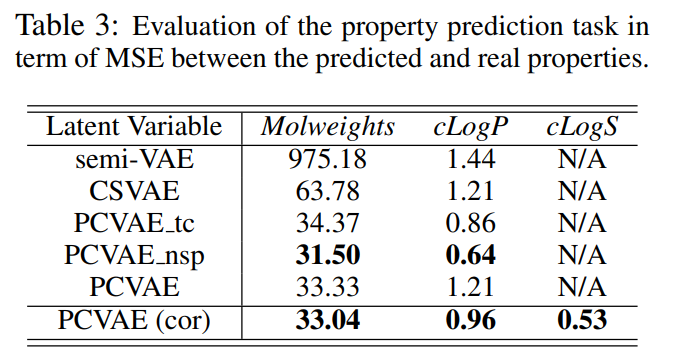 Table 3: Evaluation of the property prediction task in
term of MSE between the predicted and real properties.
Latent Variable Molweights cLogP cLogS
semi-VAE 975.18 1.44 N/A
CSVAE 63.78 1.21 N/A
PCVAE_tc 34.37 0.86 N/A
PCVAE_nsp 31.50 0.64 N/A
PCVAE 33.33 1.21 N/A
PCVAE (cor) 33.04 0.96 0.53